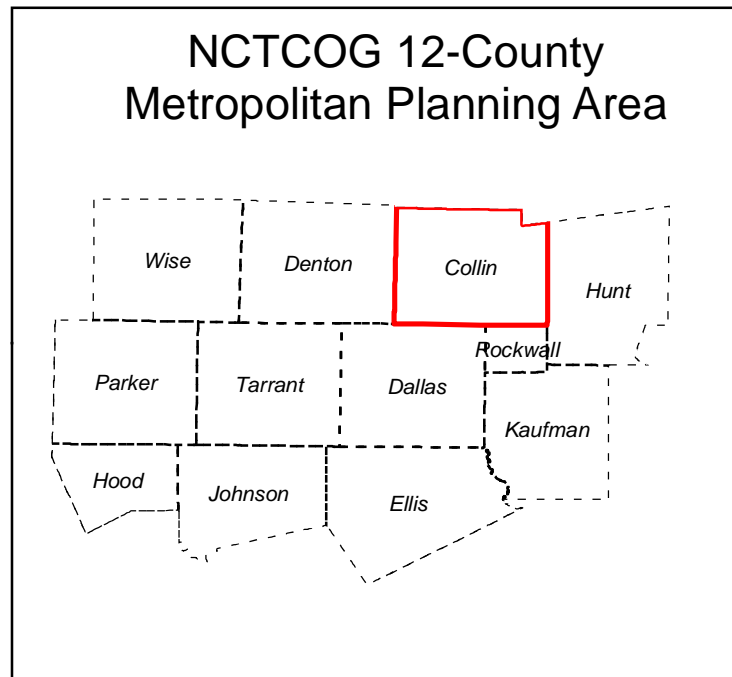 NCTCOG 12-County
Metropolitan Planning Area
Wise
Denton
Collin
Hunt
Rockwall
Parker
Tarrant
Dallas
Kaufman
Hood
Johnson
Ellis